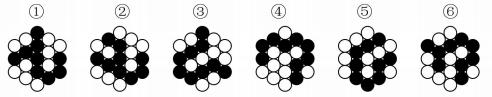 ① ② ③ ④ ⑤ ⑥